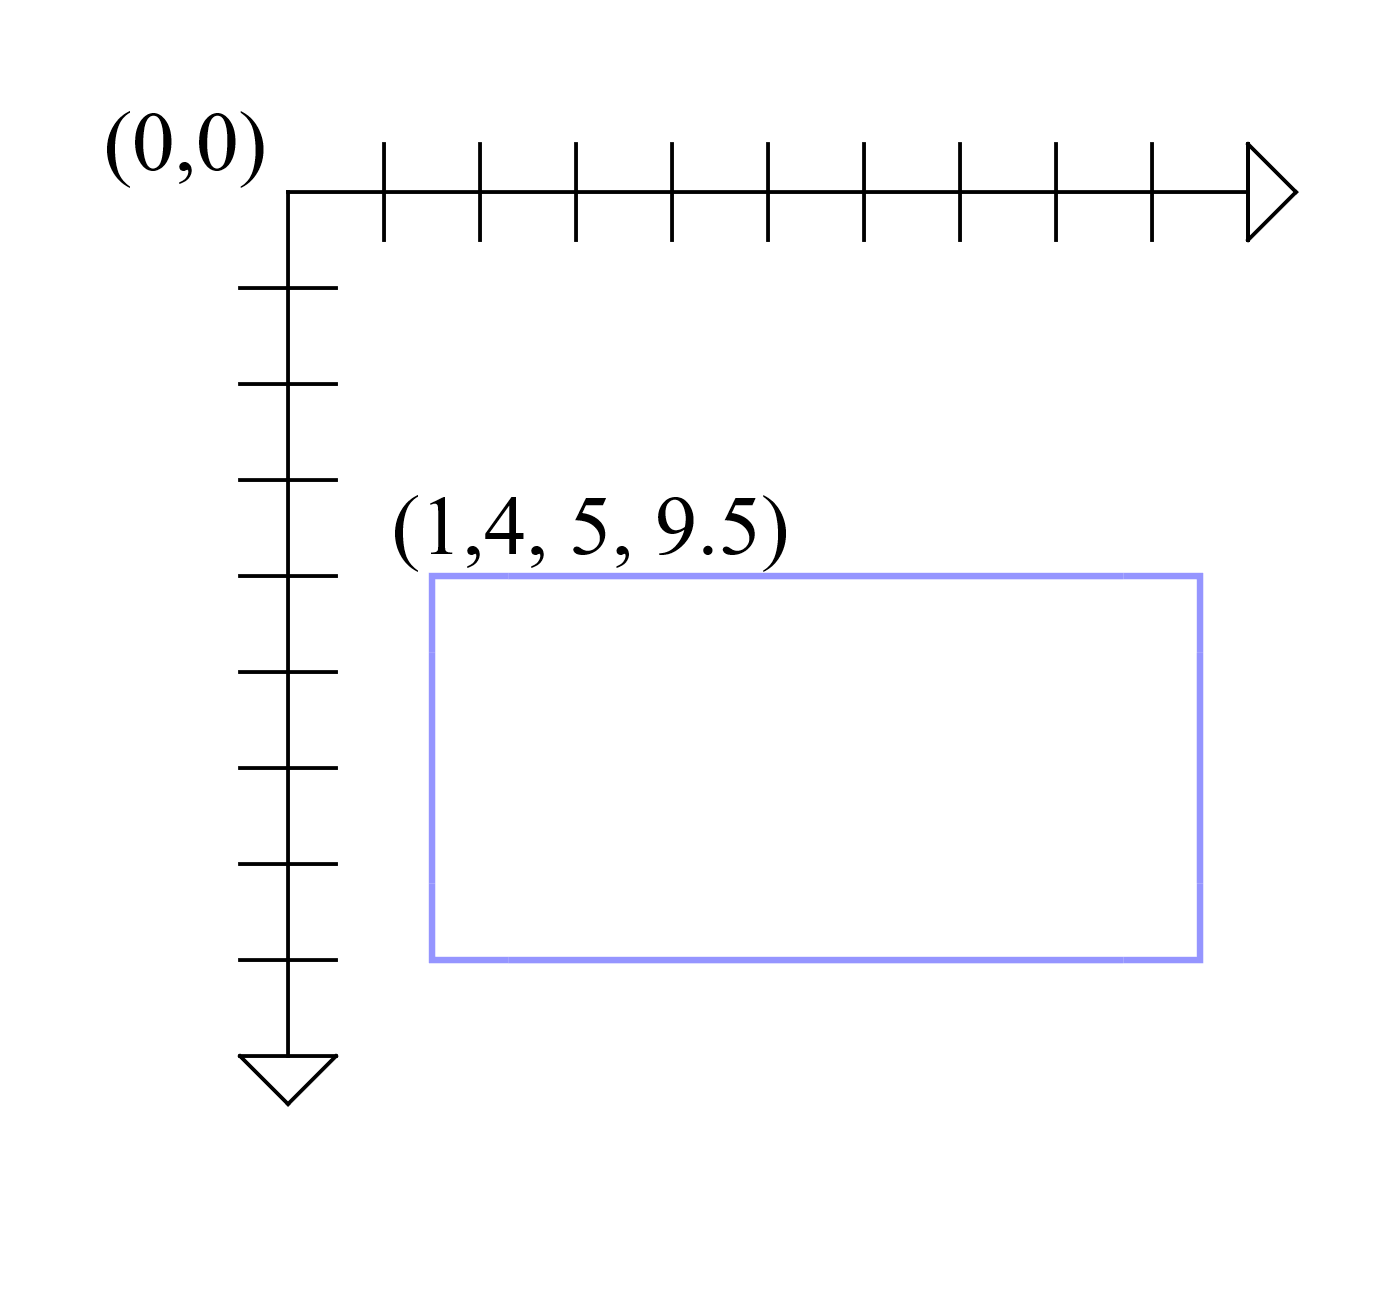 (0,0)
(1,4, 5, 9.5)